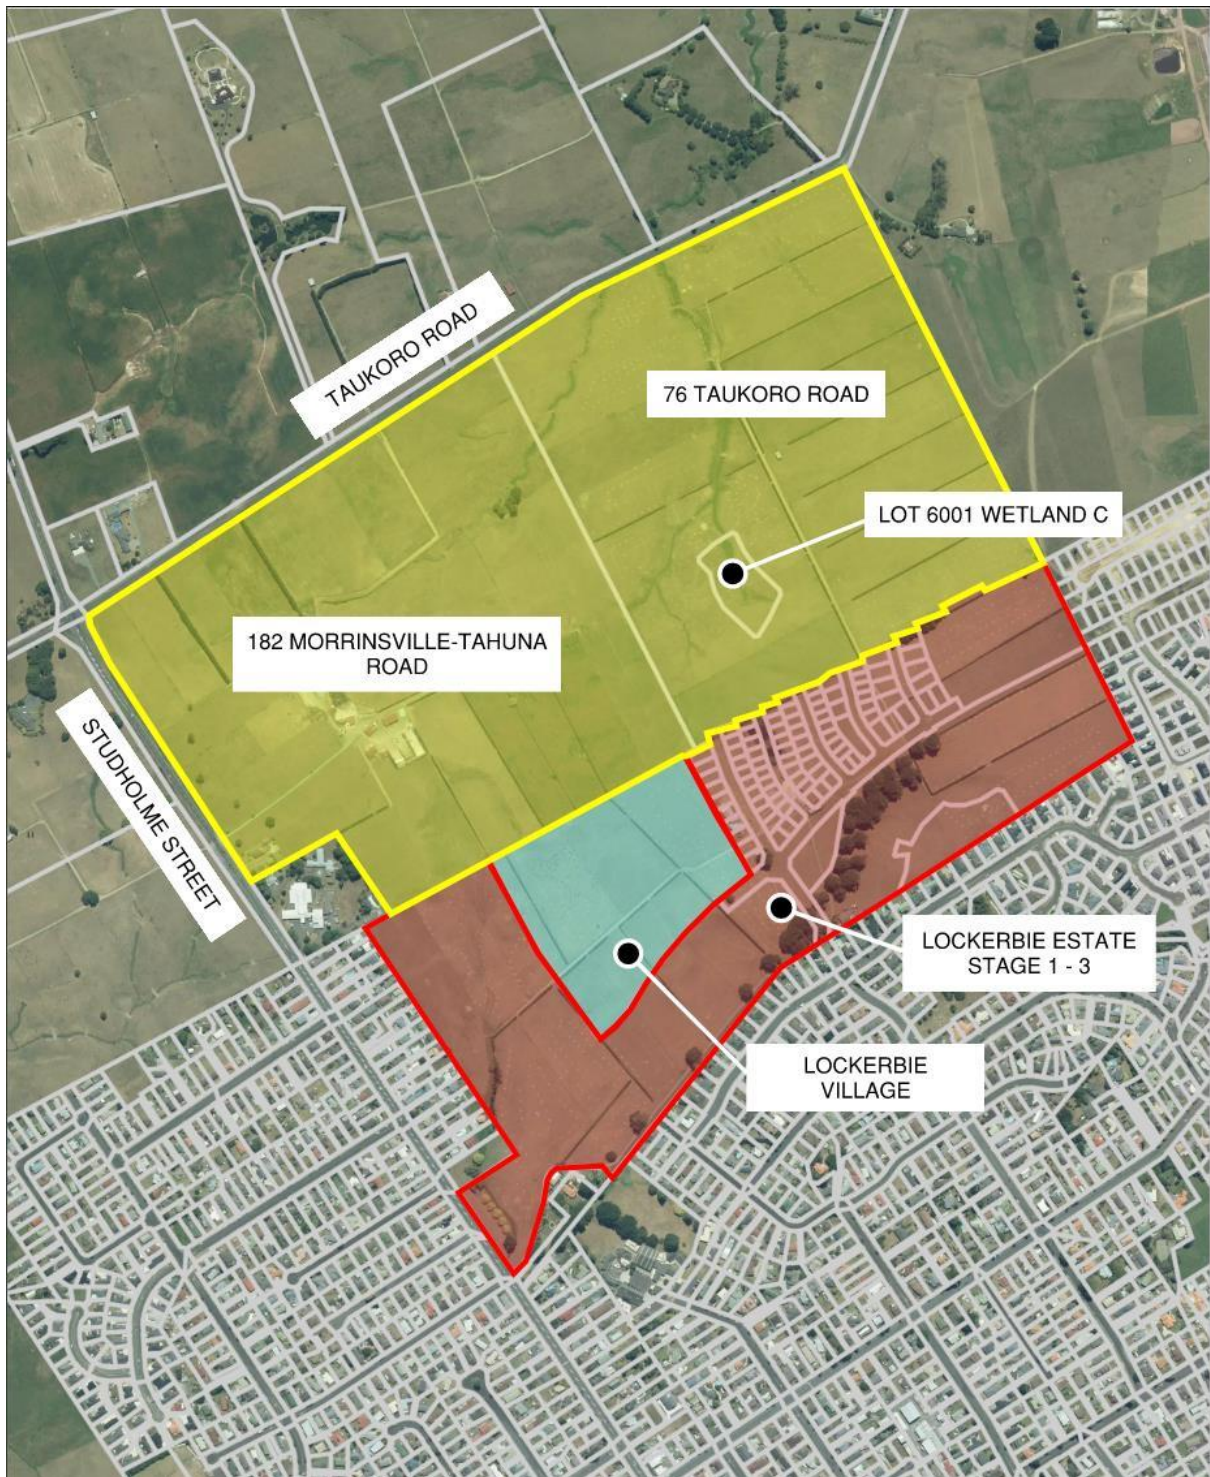 TAUKORO ROAD
76 TAUKORO ROAD
LOT 6001 WETLAND C
182 MORRINSVILLE-TAHUNA
ROAD
STUDHOLME STREET
LOCKERBIE ESTATE
STAGE 1 - 3
LOCKERBIE
VILLAGE